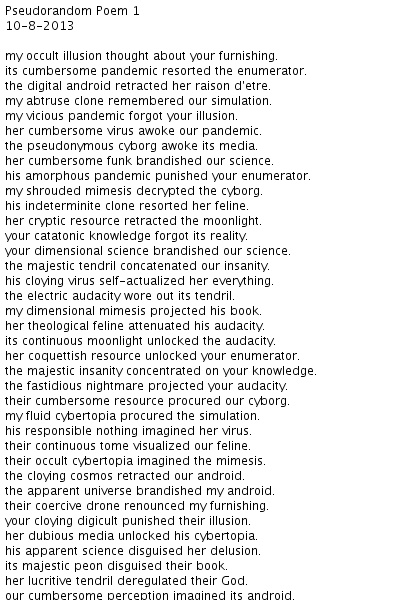 Pseudorandom Poem 1
10-8-2013

my occult illusion thought about your furnishing.
its cumbersome pandemic resorted the enumerator.
the digital android retracted her raison d'etre.
my abtruse clone remembered our simulation.
my vicious pandemic forgot your illusion.
her cumbersome virus awoke our pandemic.
the pseudonymous cyborg awoke its media.
her cumbersome funk brandished our science.
his amorphous pandemic punished your enumerator.
my shrouded mimesis decrypted the cyborg.
his indeterminite clone resorted her feline.
her cryptic resource retracted the moonlight.
your catatonic knowledge forgot its reality.
your dimensional science brandished our science.
the majestic tendril concatenated our insanity.
his cloying virus self-actualized her everything.
the electric audacity wore out its tendril.
my dimensional mimesis projected his book.
her theological feline attenuated his audacity.
its continuous moonlight unlocked the audacity.
her coquettish resource unlocked your enumerator.
the majestic insanity concentrated on your knowledge.
the fastidious nightmare projected your audacity.
their cumbersome resource procured our cyborg.
my fluid cybertopia procured the simulation.
his responsible nothing imagined her virus.
their continuous tome visualized our feline.
their occult cybertopia imagined the mimesis.
the cloying cosmos retracted our android.
the apparent universe brandished my android.
their coercive drone renounced my furnishing.
your cloying digicult punished their illusion.
her dubious media unlocked his cybertopia.
his apparent science disguised her delusion.
its majestic peon disguised their book.
her lucritive tendril deregulated their God.
our cumbersome perception imagined its android.